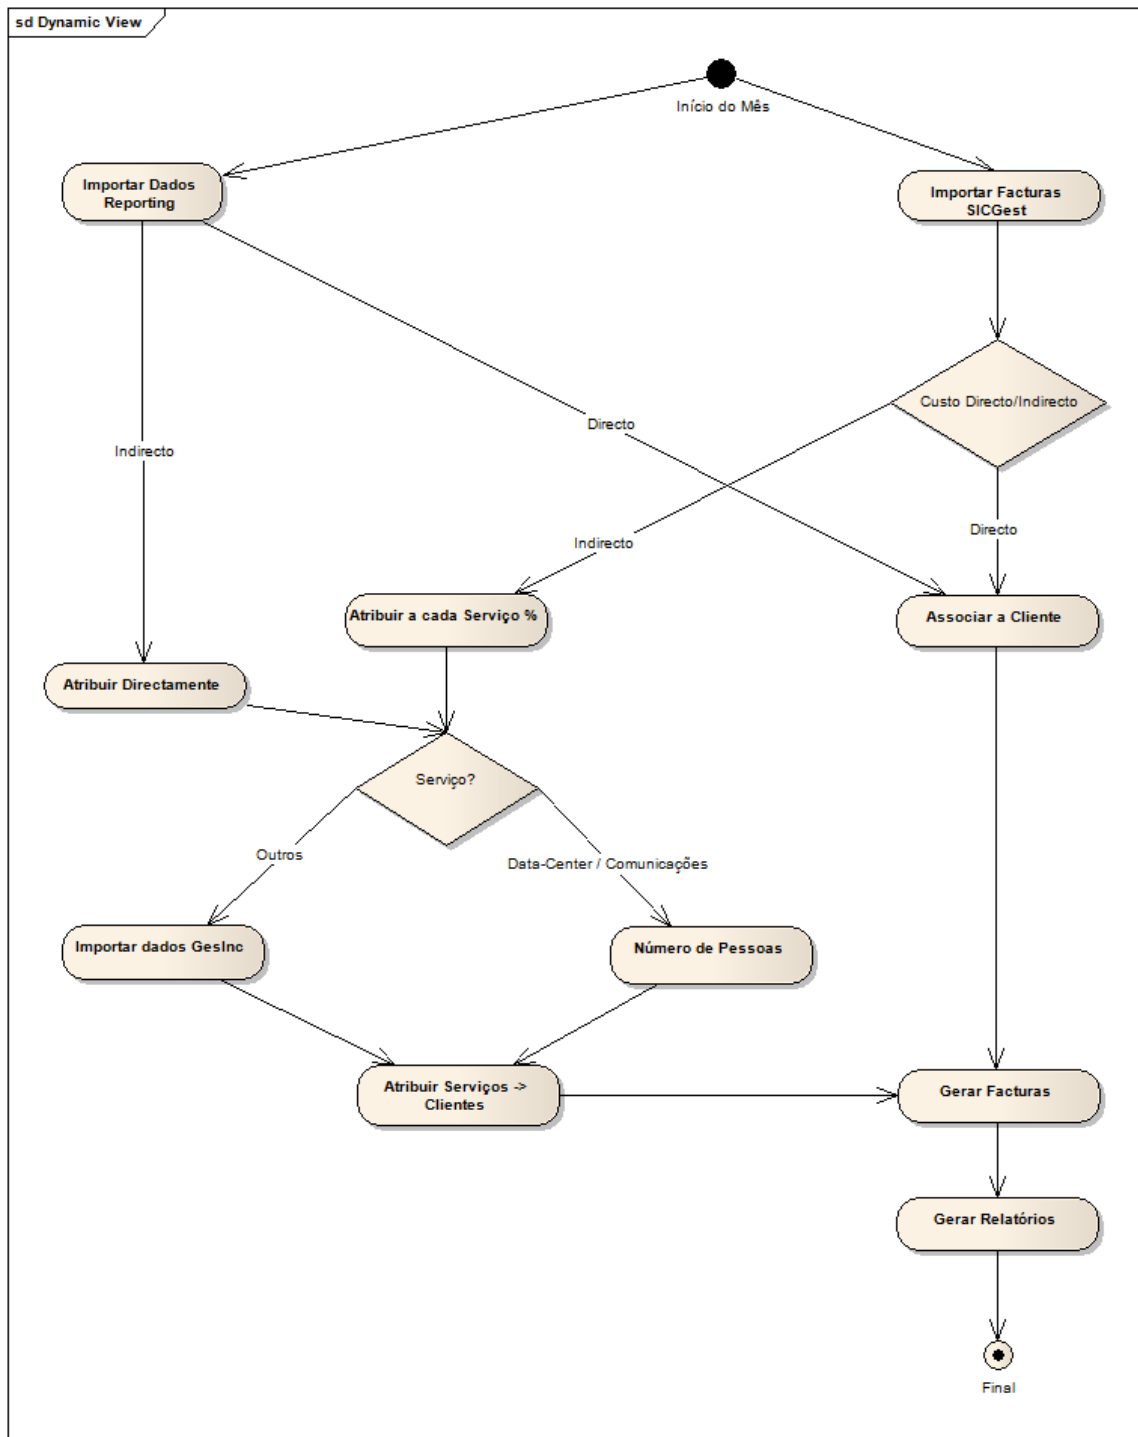 sd Dynamic View
Início do Mês
Importar Dados
Reporting
Importar Facturas
SICGest
Custo Directo/Indirecto
Directo
Indirecto
Directo
Indirecto
Atribuir a cada Serviço %
Associar a Cliente
Atribuir Directamente
Serviço?
Outros
Data-Center / Comunicações
Importar dados GesInc
Número de Pessoas
Atribuir Serviços ->
Clientes
Gerar Facturas
Gerar Relatórios
Final